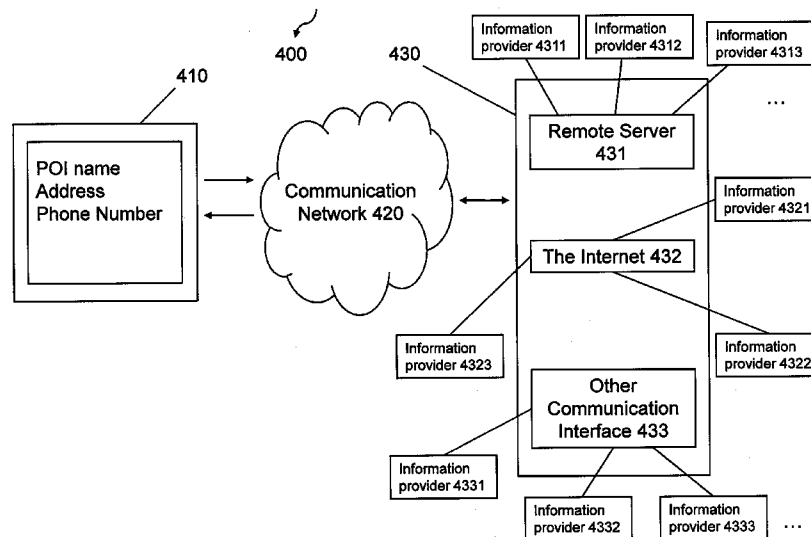 400
410
POI name
Address
Phone Number
Communication
Network 420
430
Information
provider 4311
Information
provider 4312
Information
provider 4313
...
Remote Server
431
Information
provider 4321
The Internet 432
Information
provider 4323
Information
provider 4322
Other
Communication
Interface 433
Information
provider 4331
Information
provider 4332
Information
provider 4333
...